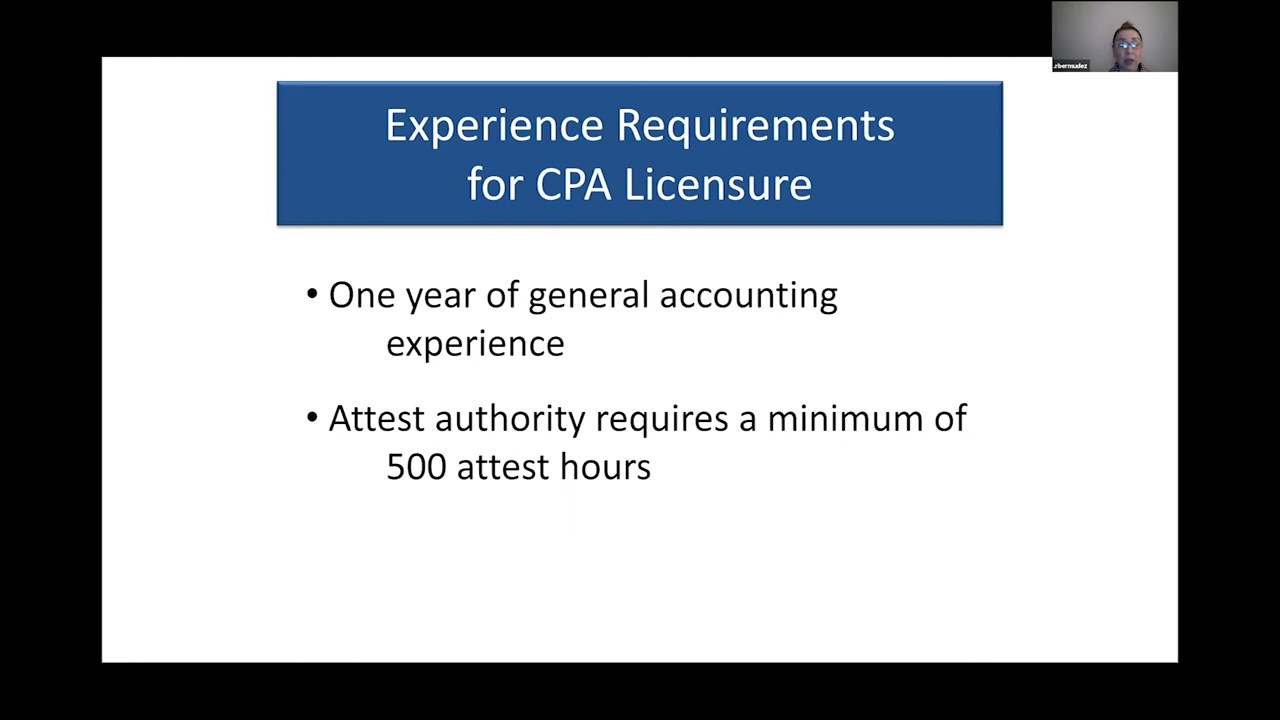 rbermudez
Experience Requirements
for CPA Licensure
• One year of general accounting
experience
• Attest authority requires a minimum of
500 attest hours